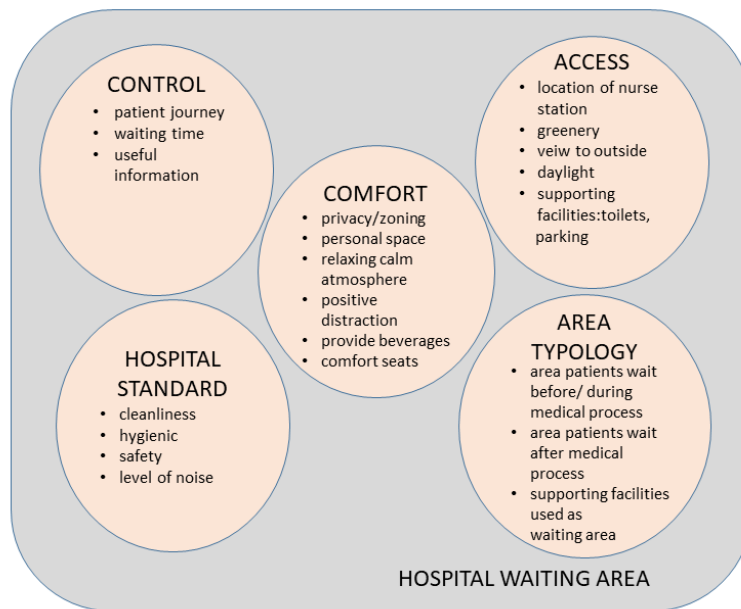 CONTROL
• patient journey
• waiting time
• useful
information
ACCESS
• location of nurse
station
• greenery
• veiw to outside
• daylight
• supporting
facilities:toilets,
parking
COMFORT
• privacy/zoning
• personal space
• relaxing calm
atmosphere
• positive
distraction
• provide beverages
• comfort seats
HOSPITAL
STANDARD
• cleanliness
• hygienic
• safety
• level of noise
AREA
TYPOLOGY
• area patients wait
before/ during
medical process
• area patients wait
after medical
process
• supporting facilities
used as
waiting area
HOSPITAL WAITING AREA